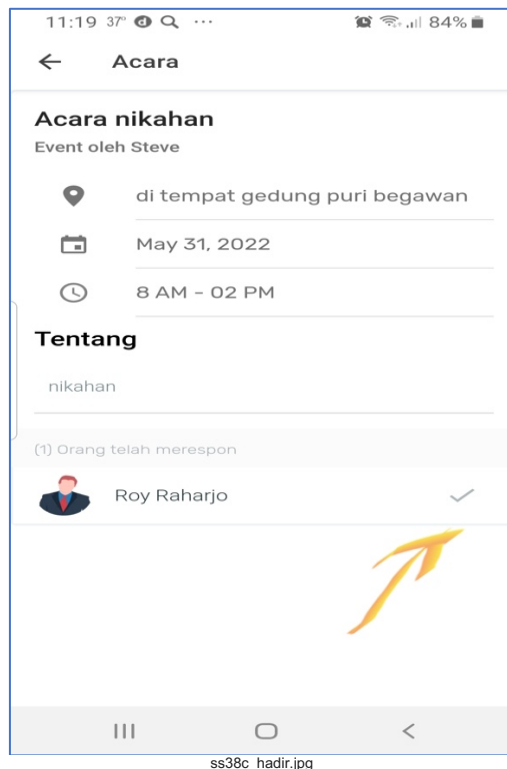 11:19 37° d ...
84%
Acara
Acara nikahan
Event oleh Steve
di tempat gedung puri begawan
May 31, 2022
8 AM - 02 PM
Tentang
nikahan
(1) Orang telah merespon
Roy Raharjo
ss38c_hadir.jpg